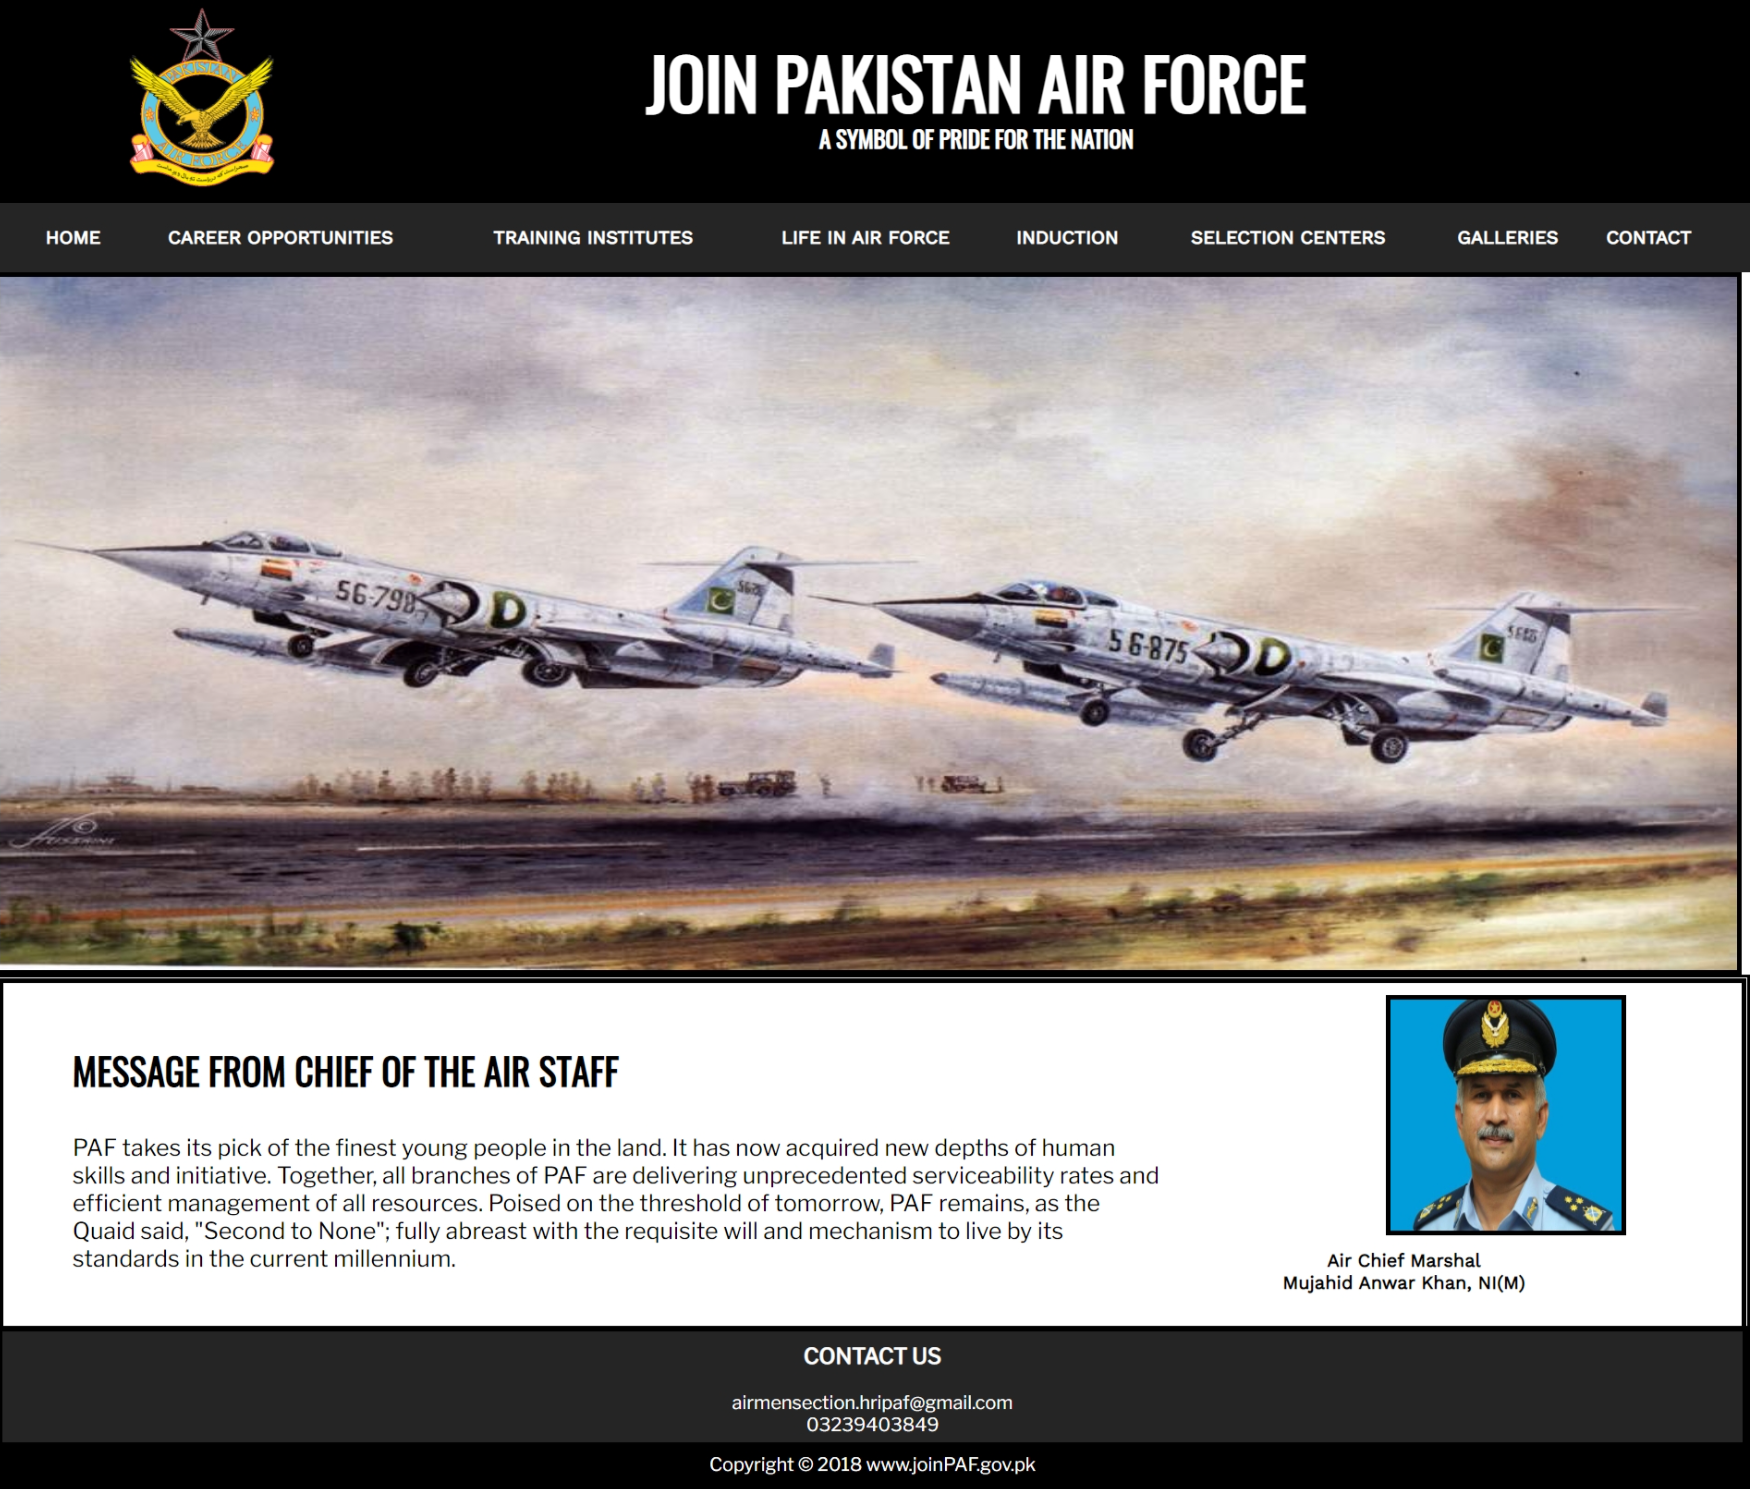 PAKISTAN
AIR FORCE
JOIN PAKISTAN AIR FORCE
A SYMBOL OF PRIDE FOR THE NATION
HOME CAREER OPPORTUNITIES TRAINING INSTITUTES LIFE IN AIR FORCE INDUCTION SELECTION CENTERS GALLERIES CONTACT
56-798 D
56-875 D
HUSSAINI
MESSAGE FROM CHIEF OF THE AIR STAFF
PAF takes its pick of the finest young people in the land. It has now acquired new depths of human
skills and initiative. Together, all branches of PAF are delivering unprecedented serviceability rates and
efficient management of all resources. Poised on the threshold of tomorrow, PAF remains, as the
Quaid said, "Second to None"; fully abreast with the requisite will and mechanism to live by its
standards in the current millennium.
Air Chief Marshal
Mujahid Anwar Khan, NI(M)
CONTACT US
airmensection.hripaf@gmail.com
03239403849
Copyright © 2018 www.joinPAF.gov.pk